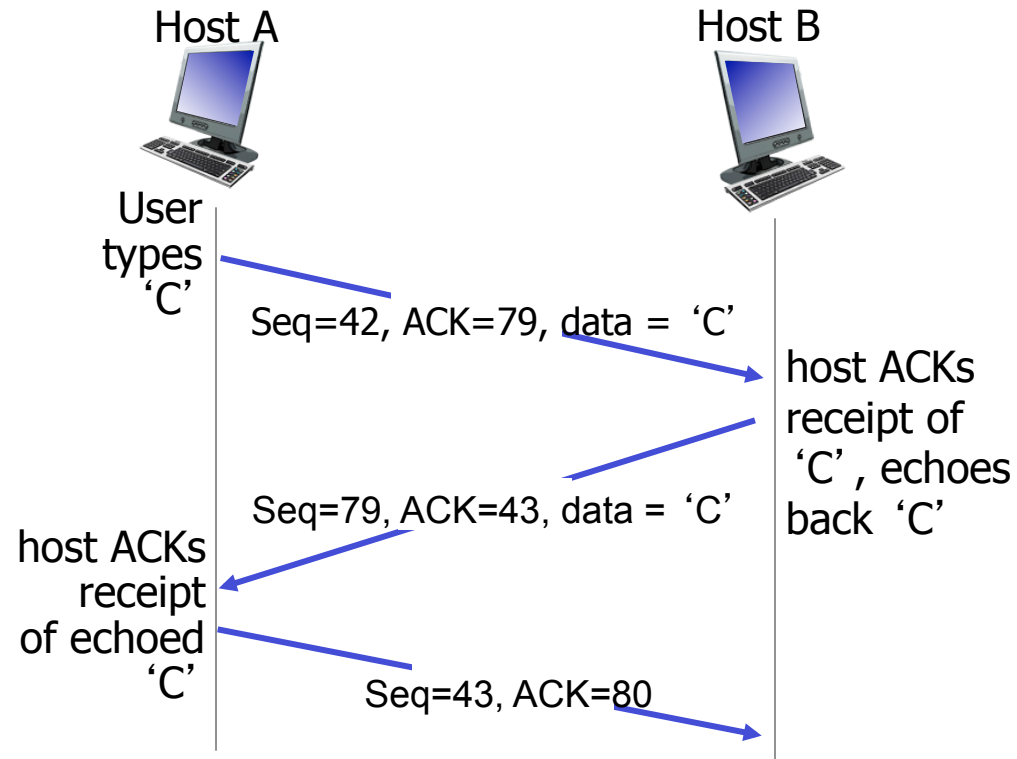 Host A
Host B
User
types
‘C’
Seq=42, ACK=79, data = ‘C’
host ACKs
receipt of
‘C’, echoes
back ‘C’
Seq=79, ACK=43, data = ‘C’
host ACKs
receipt
of echoed
‘C’
Seq=43, ACK=80